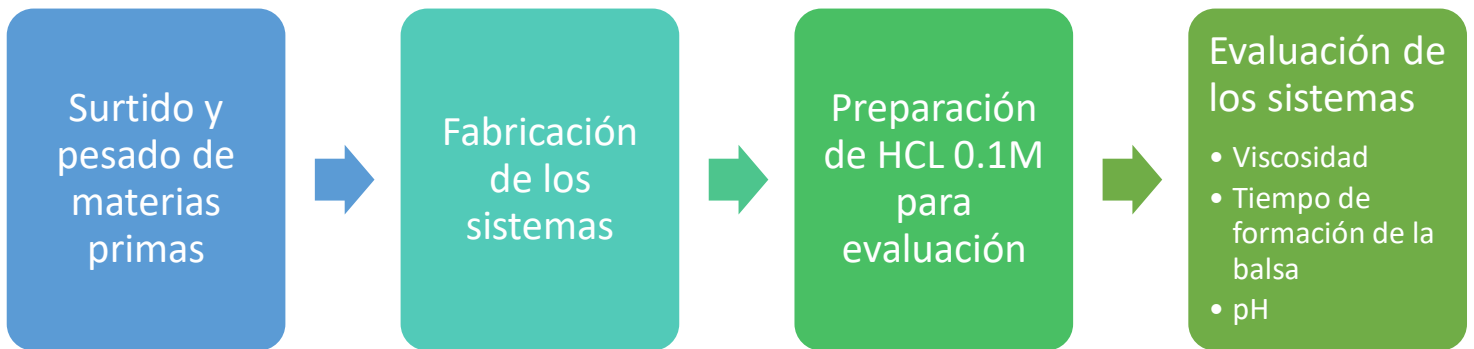 Surtido y
pesado de
materias
primas
Fabricación
de los
sistemas
Preparación
de HCL 0.1M
para
evaluación
Evaluación de
los sistemas
• Viscosidad
• Tiempo de
formación de la
balsa
• pH